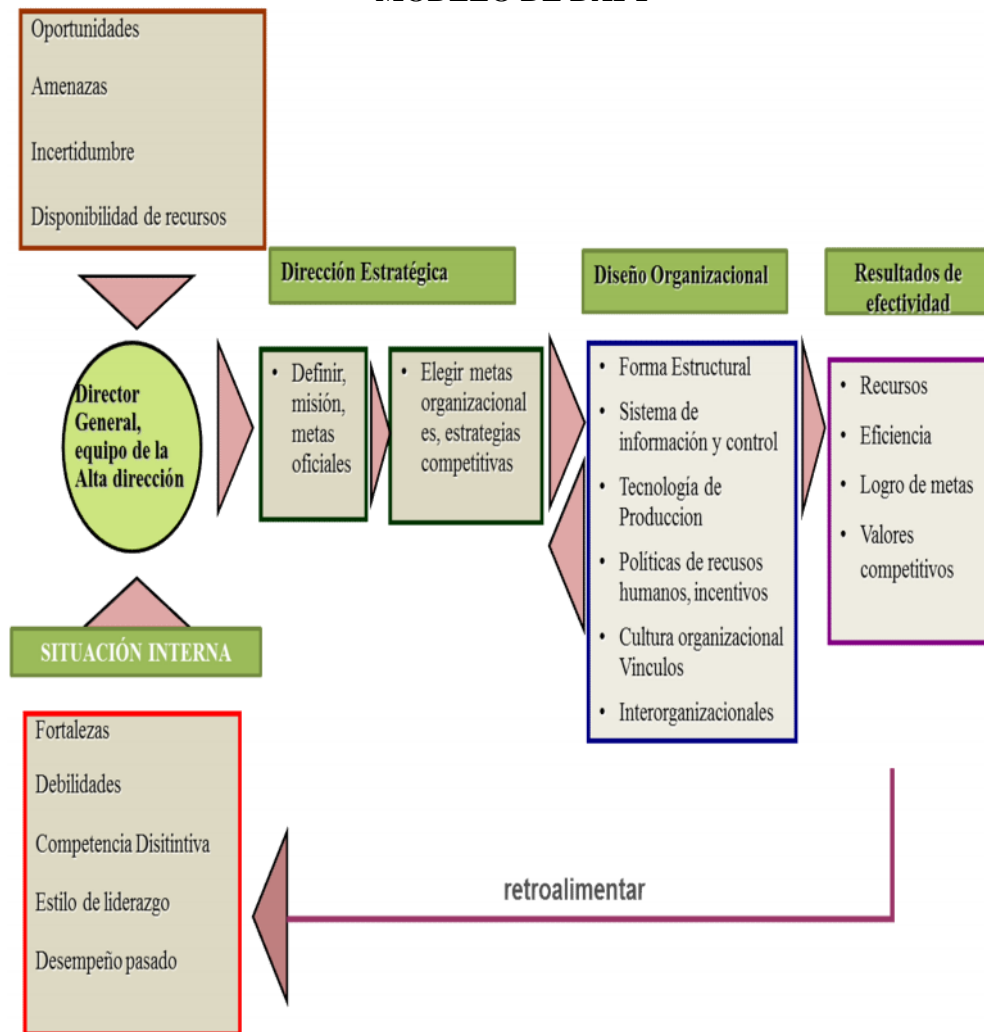 MODELO DE DAFT
Oportunidades
Amenazas
Incertidumbre
Disponibilidad de recursos
Dirección Estratégica
Diseño Organizacional
Resultados de
efectividad
Director
General,
equipo de la
Alta dirección
• Definir,
misión,
metas
oficiales
• Elegir metas
organizacional
es, estrategias
competitivas
• Forma Estructural
• Sistema de
información y control
• Tecnología de
Produccion
• Políticas de recusos
humanos, incentivos
• Cultura organizacional
Vinculos
• Interorganizacionales
• Recursos
• Eficiencia
• Logro de metas
• Valores
competitivos
SITUACIÓN INTERNA
Fortalezas
Debilidades
Competencia Disitintiva
Estilo de liderazgo
Desempeño pasado
retroalimentar